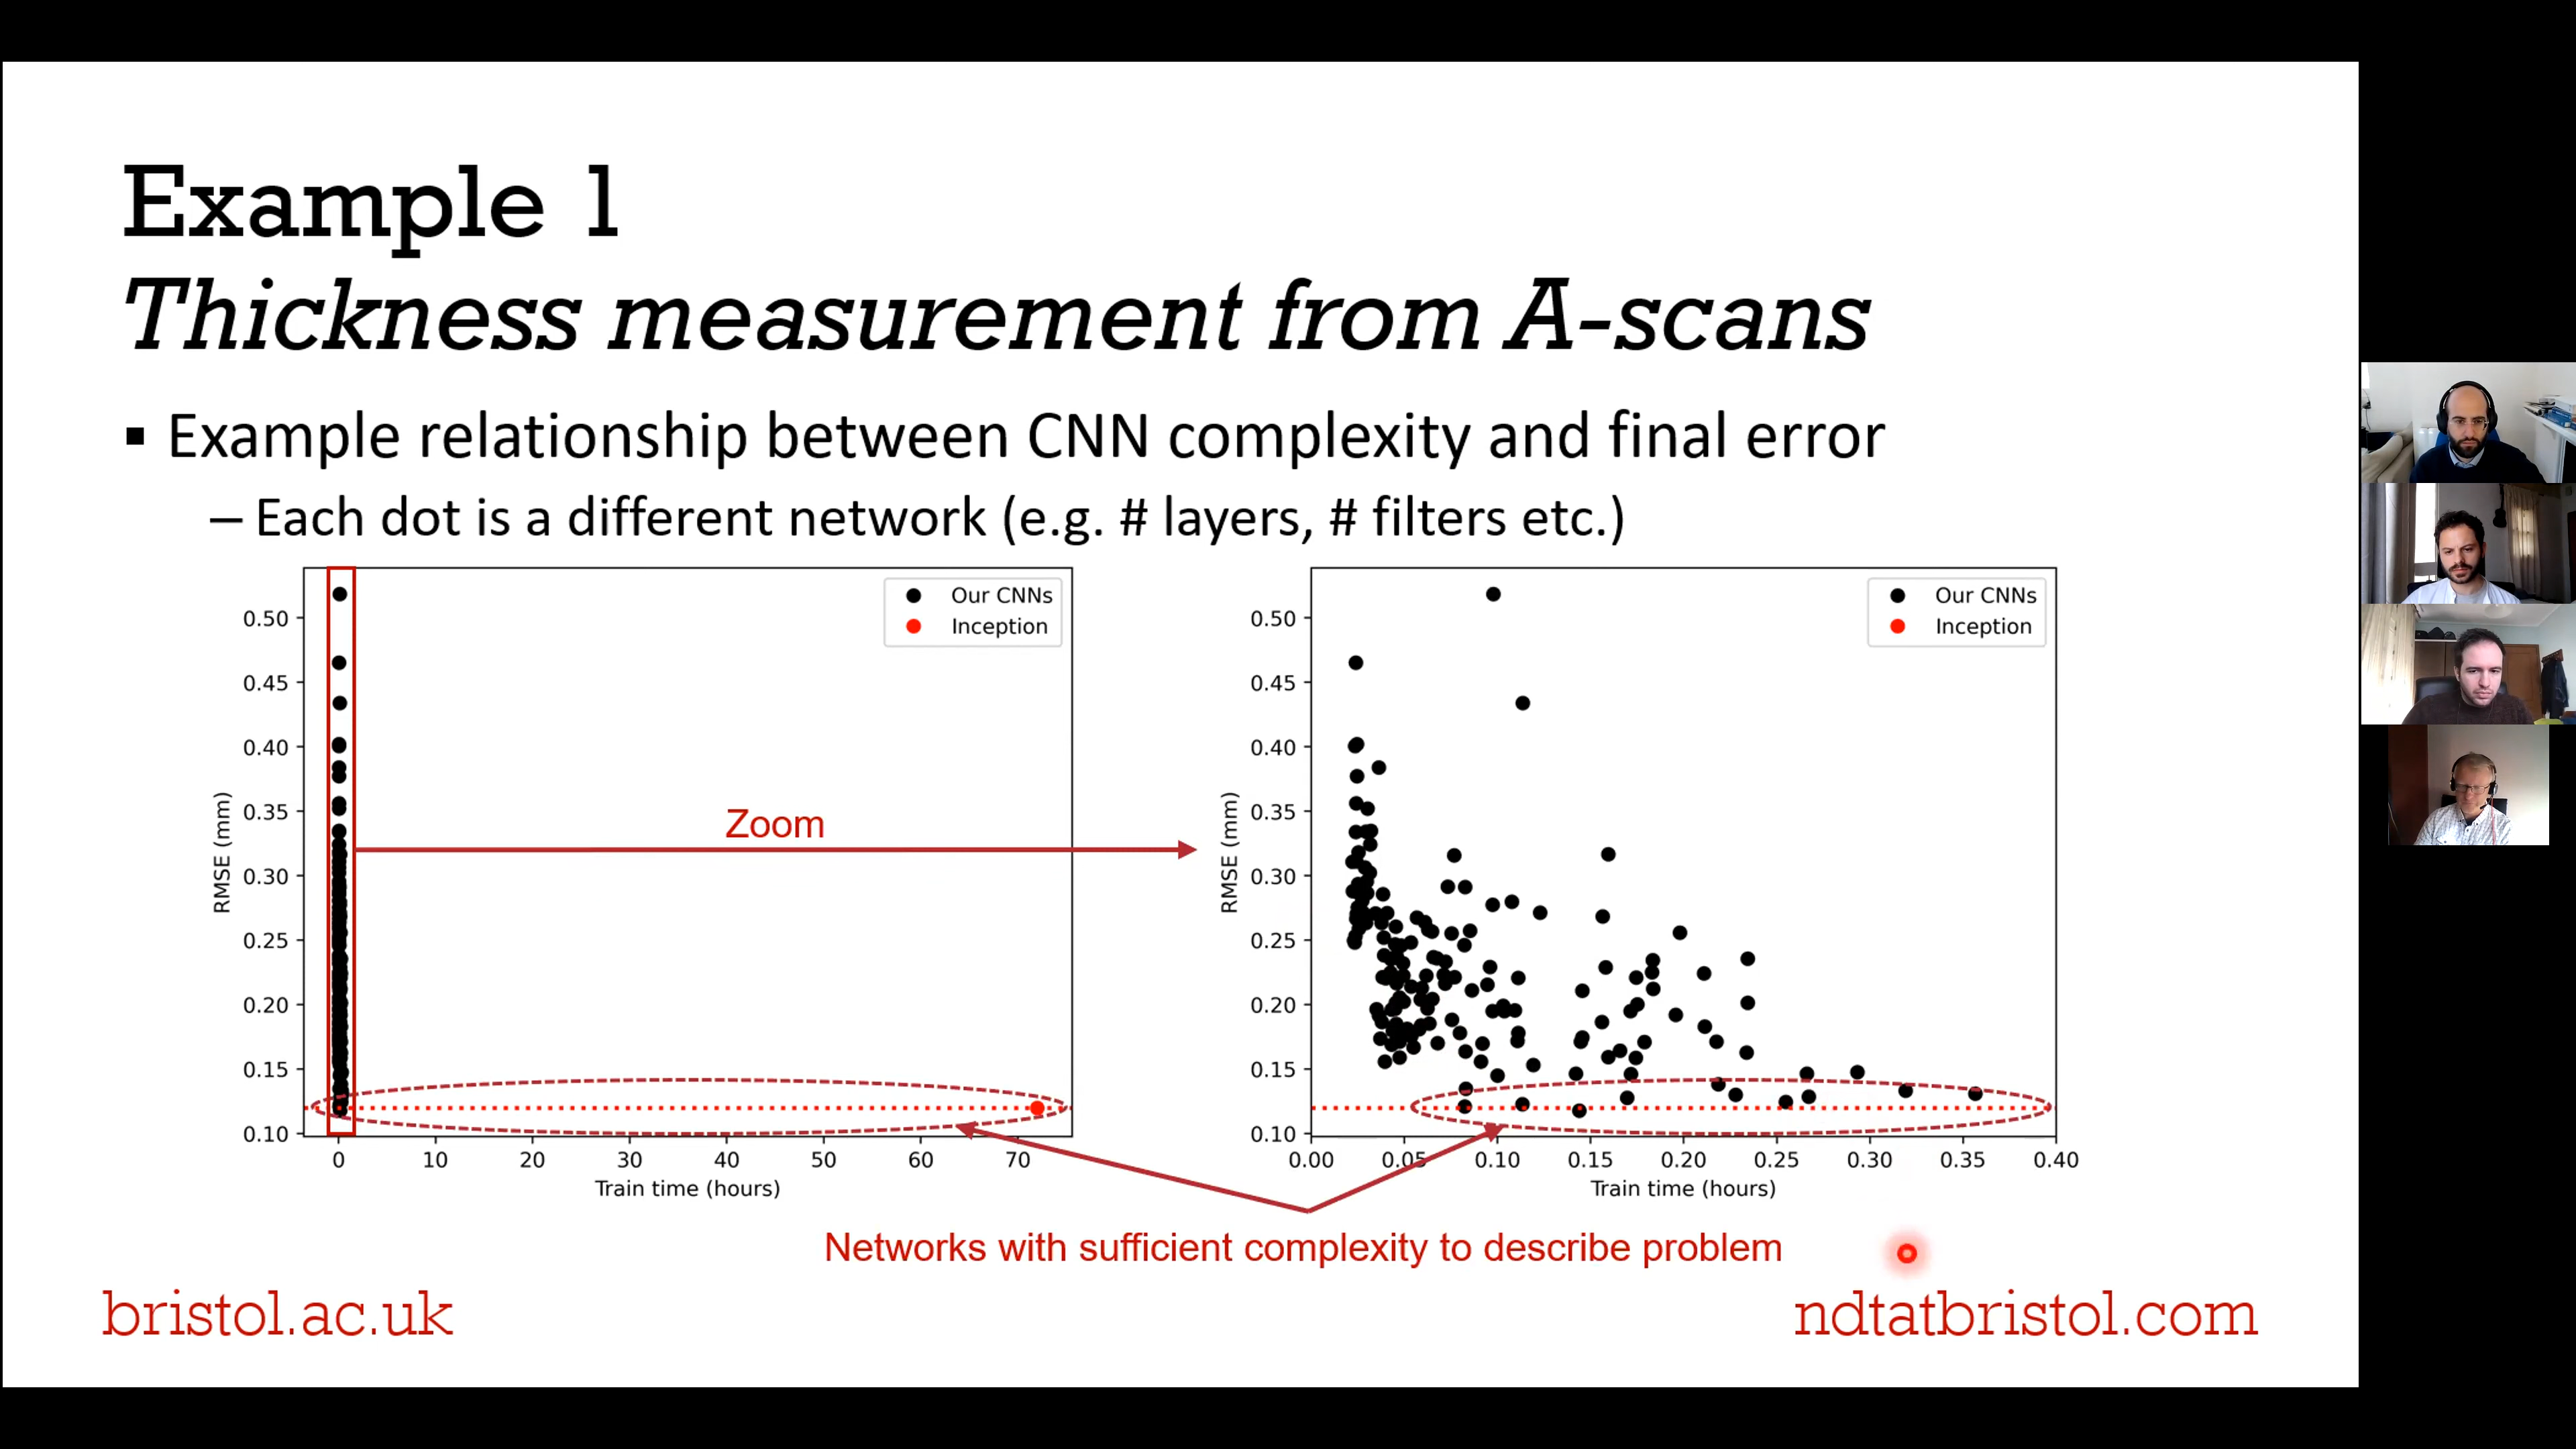 Example 1
Thickness measurement from A-scans
▪ Example relationship between CNN complexity and final error
– Each dot is a different network (e.g. # layers, # filters etc.)
Our CNNs
Inception
0.50
0.45
0.40
0.35
0.30
0.25
0.20
0.15
0.10
RMSE (mm)
0 10 20 30 40 50 60 70
Train time (hours)
Zoom
Our CNNs
Inception
0.50
0.45
0.40
0.35
0.30
0.25
0.20
0.15
0.10
RMSE (mm)
0.00 0.05 0.10 0.15 0.20 0.25 0.30 0.35 0.40
Train time (hours)
Networks with sufficient complexity to describe problem
bristol.ac.uk
ndtatbristol.com